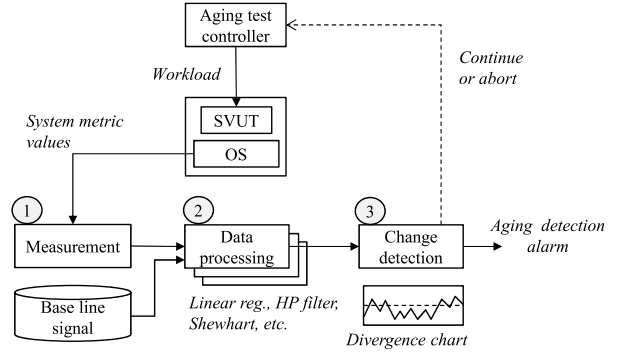 Aging test
controller
Continue
or abort
Workload
System metric
values
SVUT
OS
1
2
3
Measurement
Data
processing
Change
detection
Aging detection
alarm
Base line
signal
Linear reg., HP filter,
Shewhart, etc.
Divergence chart